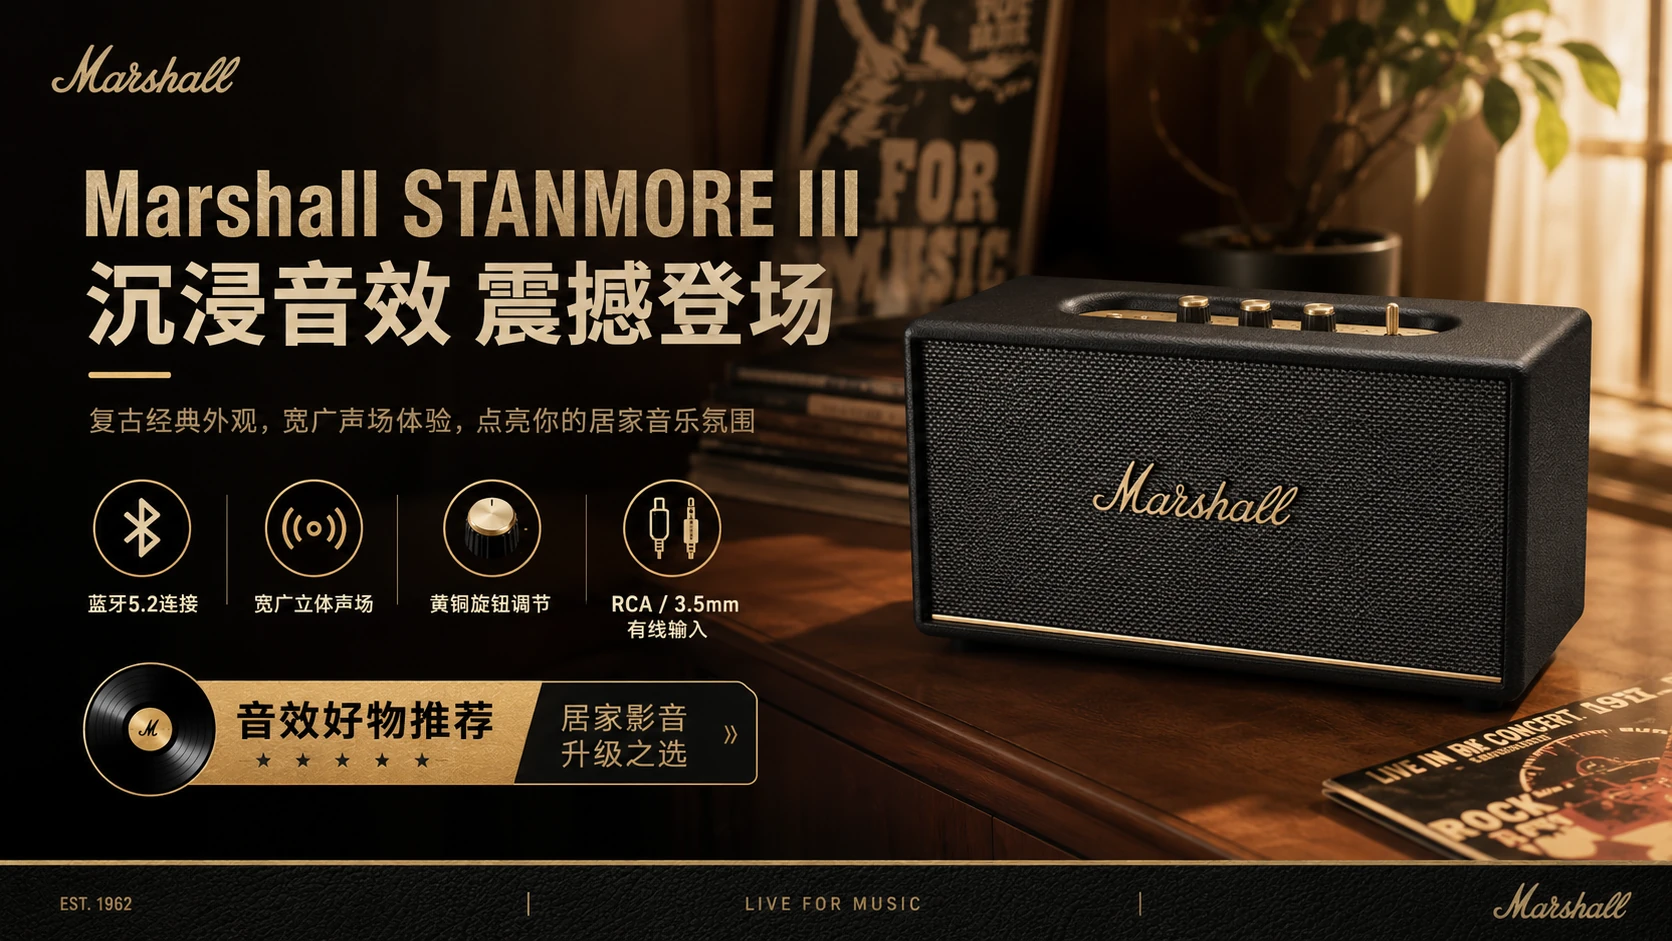 Marshall
Marshall STANMORE III
沉浸音效 震撼登场
复古经典外观，宽广声场体验，点亮你的居家音乐氛围
蓝牙5.2连接
宽广立体声场
黄铜旋钮调节
RCA / 3.5mm
有线输入
M
音效好物推荐
居家影音
升级之选
FOR
MUSIC
Marshall
LIVE IN
CONCERT.
ROCK
EST. 1962
LIVE FOR MUSIC
Marshall